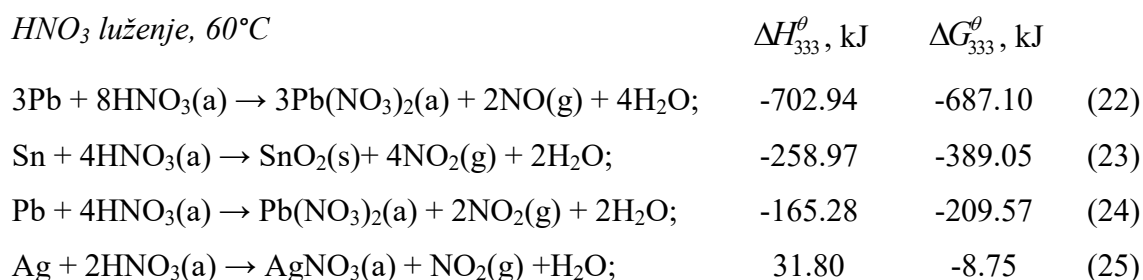 HNO₃ luženje, 60°C ΔH^θ_333, kJ ΔG^θ_333, kJ
3Pb + 8HNO₃(a) → 3Pb(NO₃)₂(a) + 2NO(g) + 4H₂O; -702.94 -687.10 (22)
Sn + 4HNO₃(a) → SnO₂(s)+ 4NO₂(g) + 2H₂O; -258.97 -389.05 (23)
Pb + 4HNO₃(a) → Pb(NO₃)₂(a) + 2NO₂(g) + 2H₂O; -165.28 -209.57 (24)
Ag + 2HNO₃(a) → AgNO₃(a) + NO₂(g) +H₂O; 31.80 -8.75 (25)